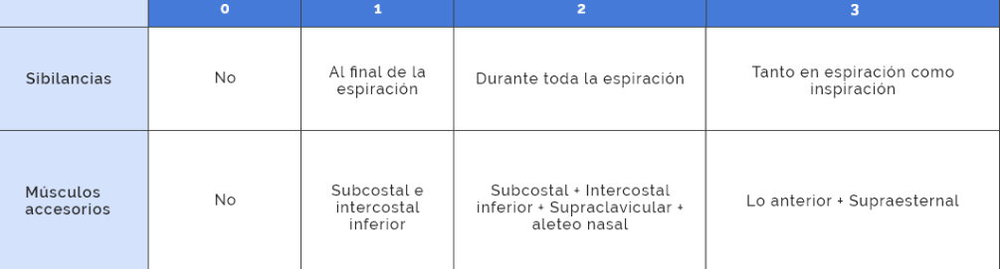 0 1 2 3
Sibilancias
No
Al final de la
espiración
Durante toda la espiración
Tanto en espiración como
inspiración
Músculos
accesorios
No
Subcostal e
intercostal
inferior
Subcostal + Intercostal
inferior + Supraclavicular +
aleteo nasal
Lo anterior + Supraesternal